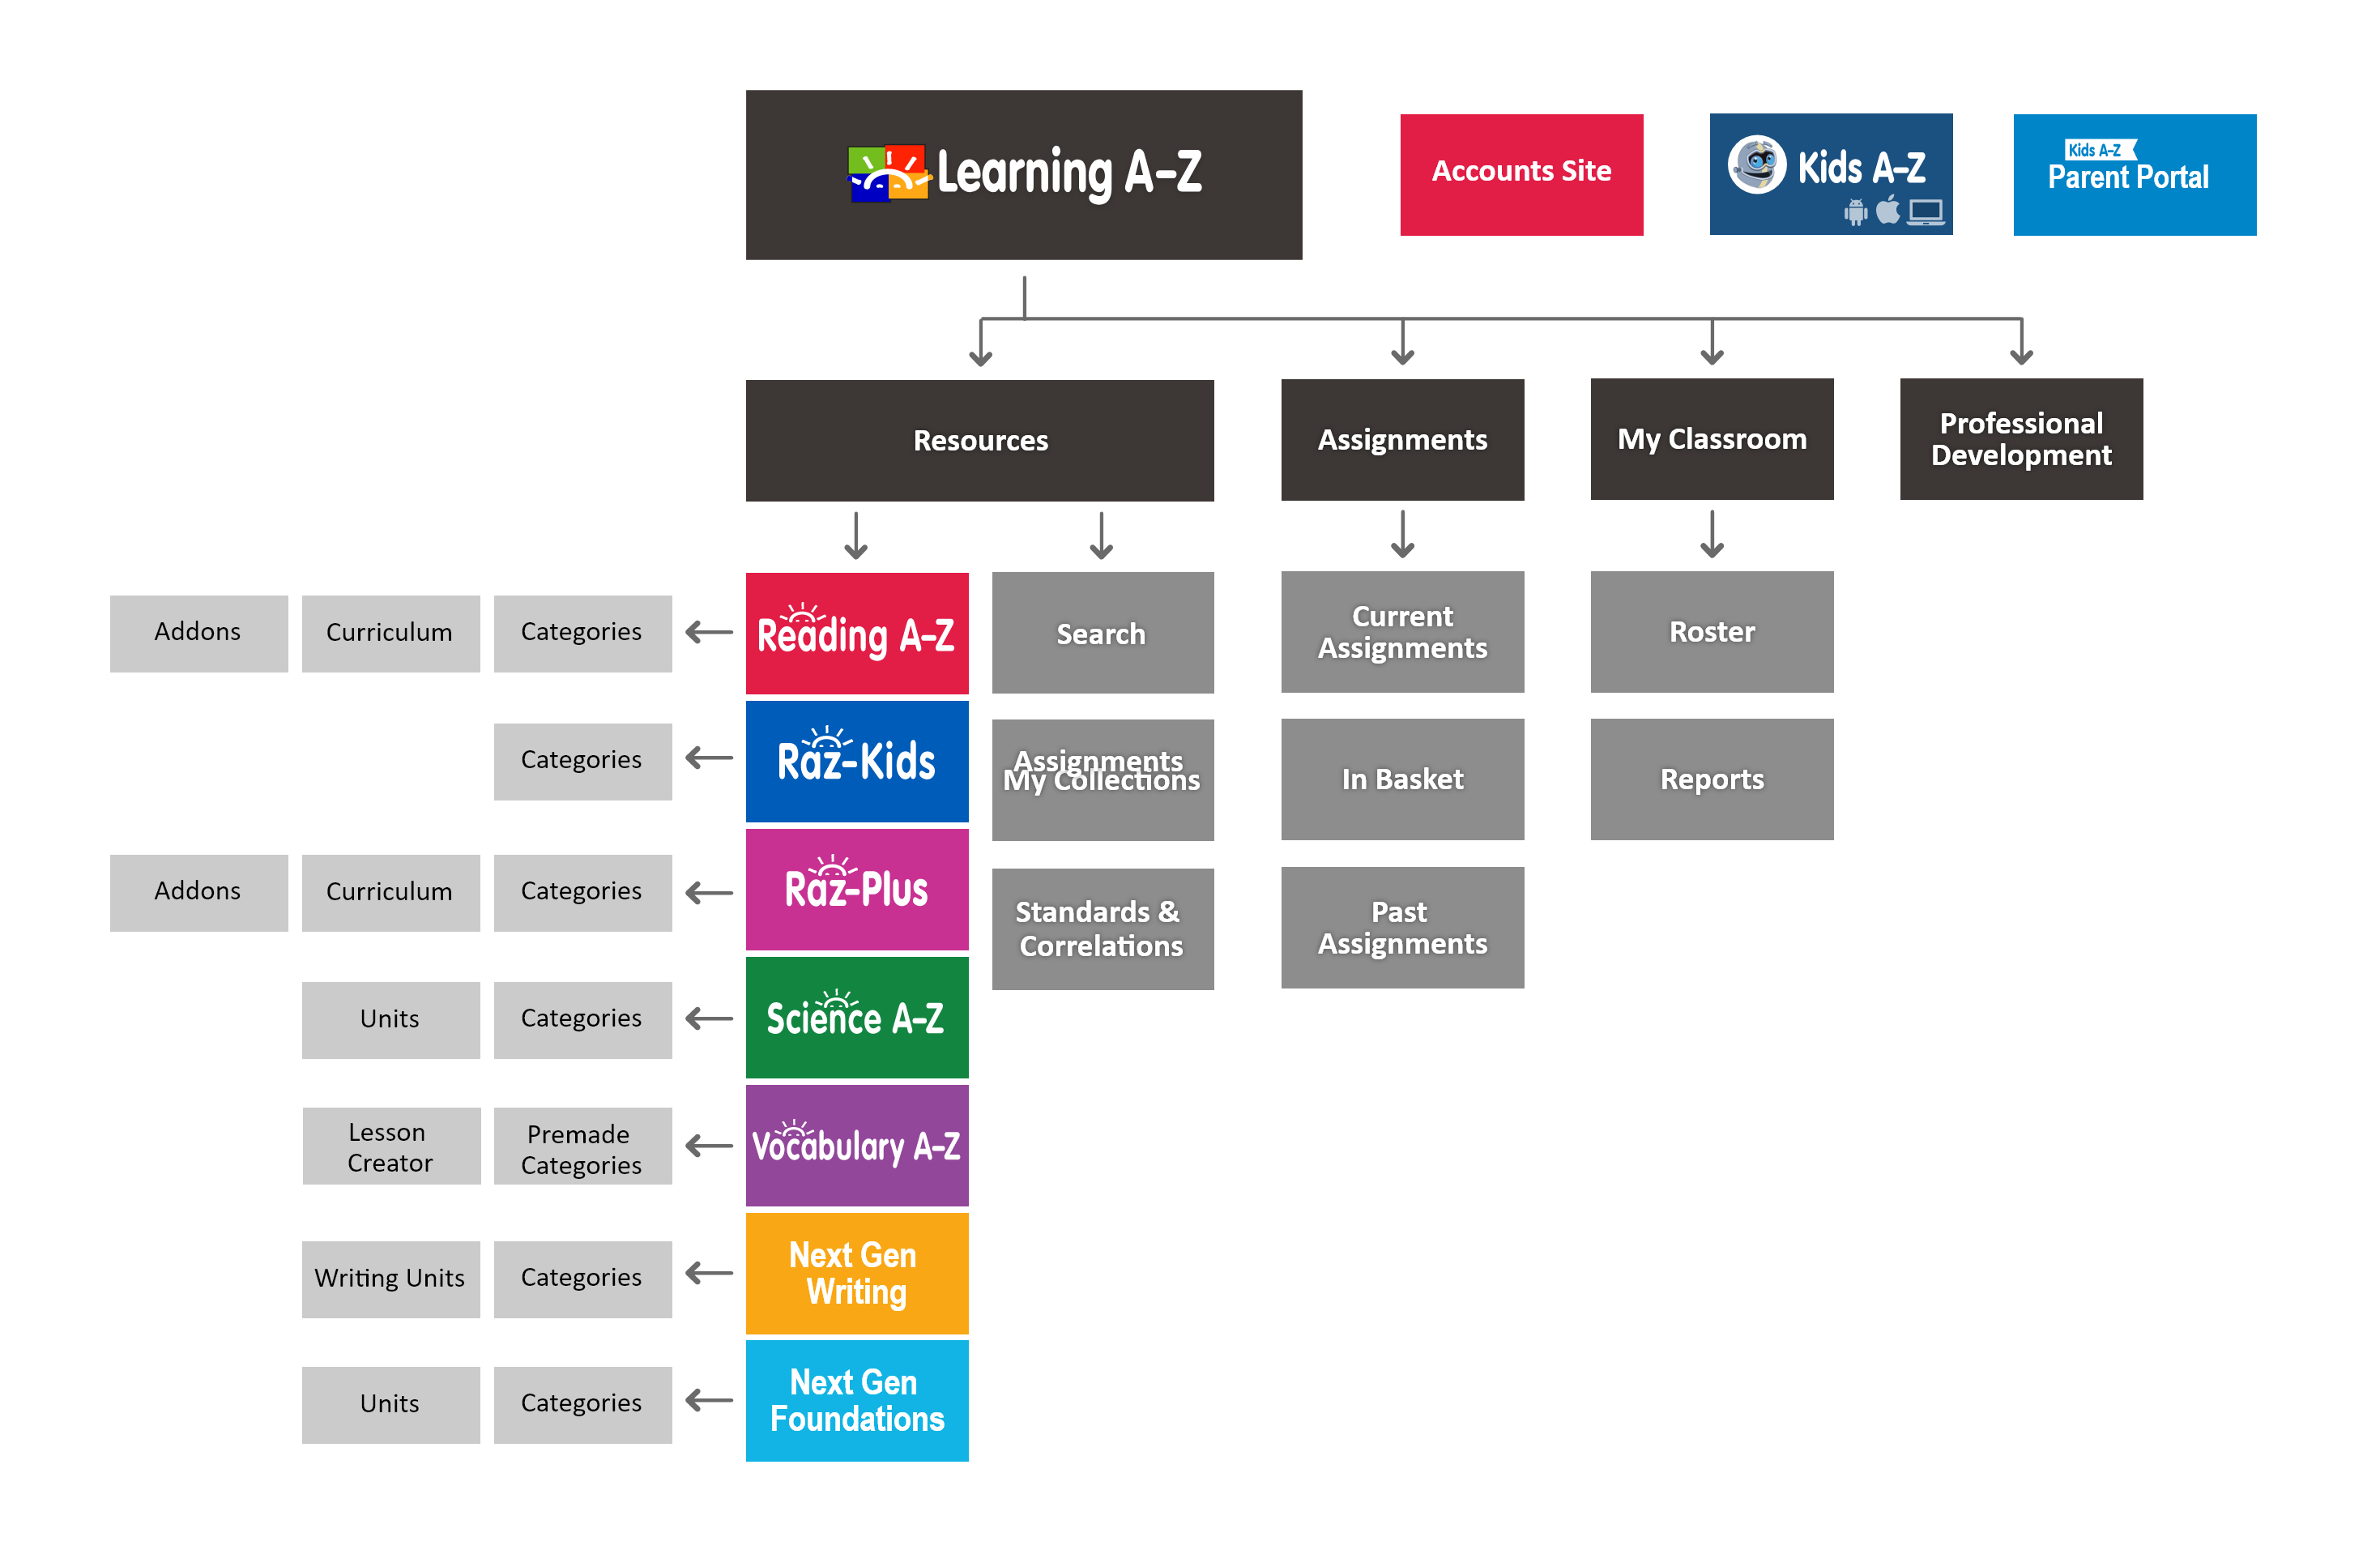 Learning A-Z
Accounts Site
Kids A-Z
Kids A-Z
Parent Portal
Resources
Assignments
My Classroom
Professional
Development
Addons
Curriculum
Categories
Reading A-Z
Search
Current
Assignments
Roster
Categories
Raz-Kids
Assignments
My Collections
In Basket
Reports
Addons
Curriculum
Categories
Raz-Plus
Standards &
Correlations
Past
Assignments
Units
Categories
Science A-Z
Lesson
Creator
Premade
Categories
Vocabulary A-Z
Writing Units
Categories
Next Gen
Writing
Units
Categories
Next Gen
Foundations